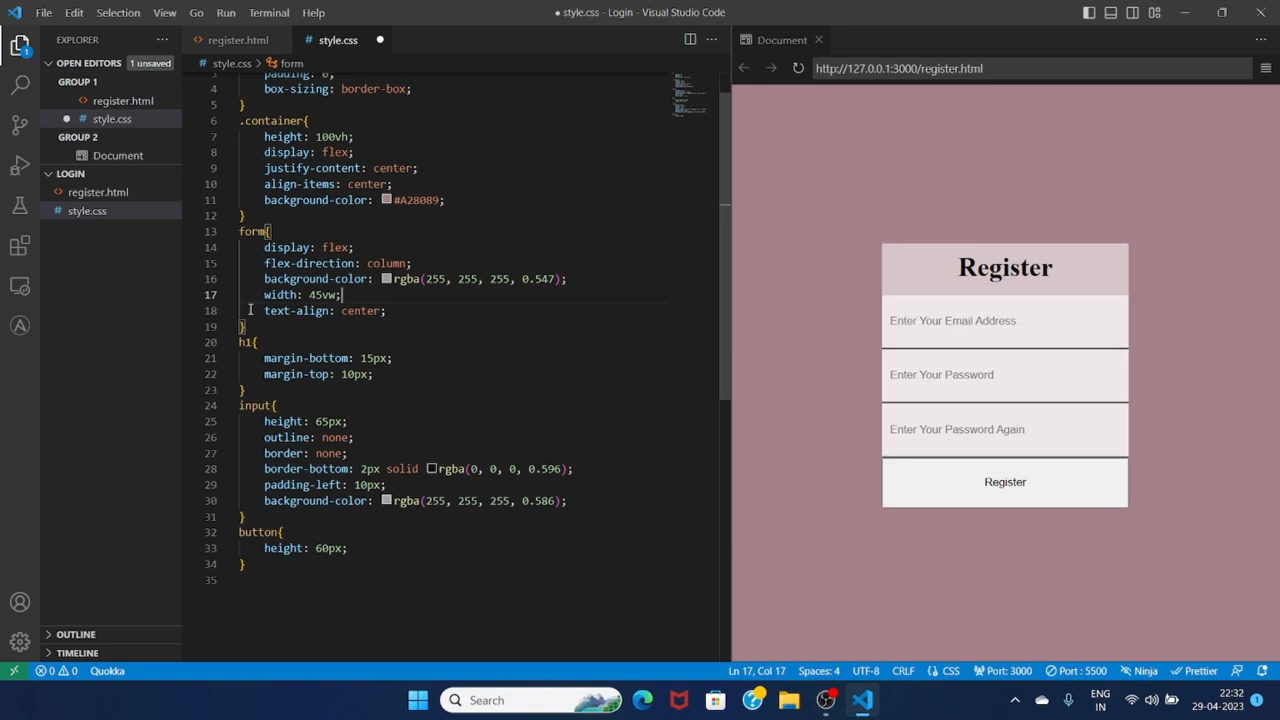 File Edit Selection View Go Run Terminal Help
● style.css - Login - Visual Studio Code
EXPLORER ···
register.html
# style.css ●
Document
OPEN EDITORS 1 unsaved
style.css > form
http://127.0.0.1:3000/register.html
GROUP 1
register.html
# style.css
GROUP 2
Document
LOGIN
register.html
# style.css
3 padding: 0;
4 box-sizing: border-box;
5 }
6 .container{
7 height: 100vh;
8 display: flex;
9 justify-content: center;
10 align-items: center;
11 background-color: #A28089;
12 }
13 form{
14 display: flex;
15 flex-direction: column;
16 background-color: rgba(255, 255, 255, 0.547);
17 width: 45vw;
18 text-align: center;
19 }
20 h1{
21 margin-bottom: 15px;
22 margin-top: 10px;
23 }
24 input{
25 height: 65px;
26 outline: none;
27 border: none;
28 border-bottom: 2px solid rgba(0, 0, 0, 0.596);
29 padding-left: 10px;
30 background-color: rgba(255, 255, 255, 0.586);
31 }
32 button{
33 height: 60px;
34 }
35
Register
Enter Your Email Address
Enter Your Password
Enter Your Password Again
Register
1
OUTLINE
TIMELINE
0 0 Quokka
Ln 17, Col 17 Spaces: 4 UTF-8 CRLF {} CSS Port: 3000 Port : 5500 Ninja Prettier
Search
ENG
IN
22:32
29-04-2023
1